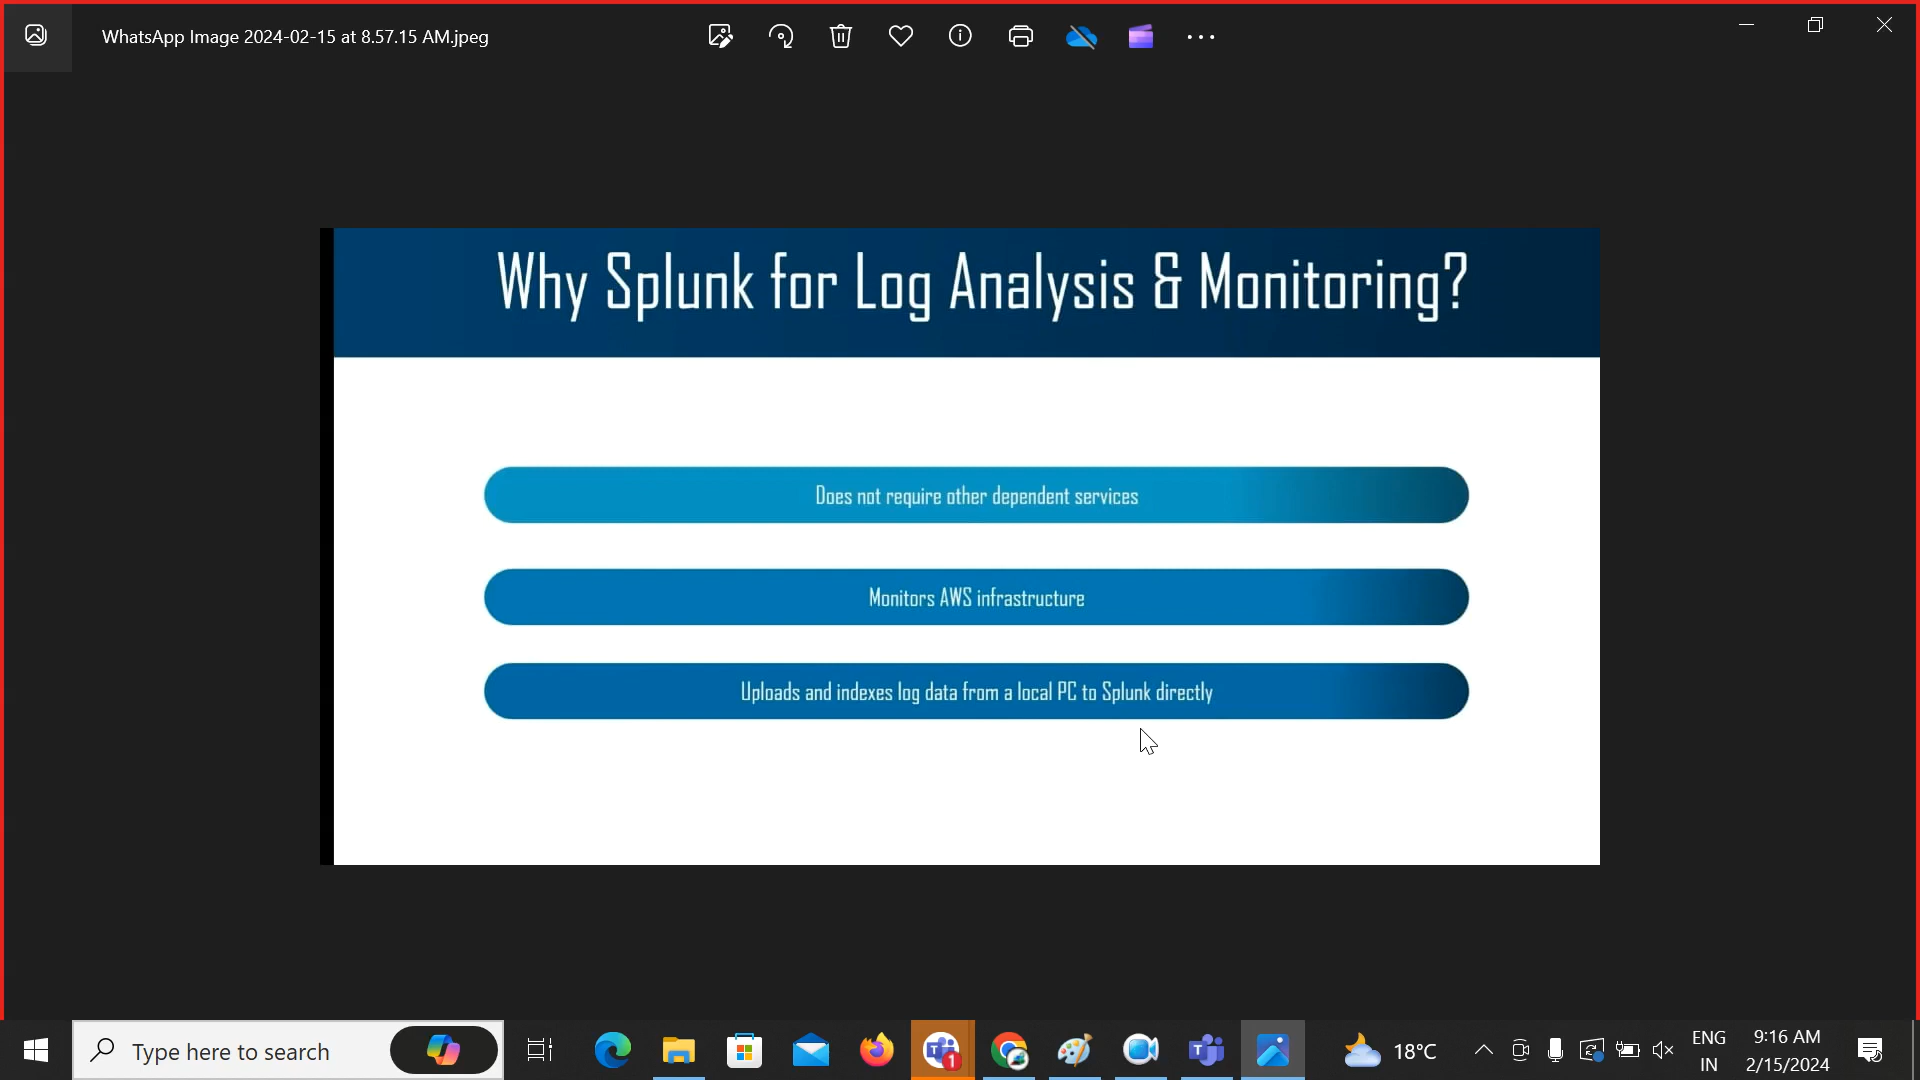 WhatsApp Image 2024-02-15 at 8.57.15 AM.jpeg
Why Splunk for Log Analysis & Monitoring?
Does not require other dependent services
Monitors AWS infrastructure
Uploads and indexes log data from a local PC to Splunk directly
Type here to search
1
18°C
ENG
IN
9:16 AM
2/15/2024